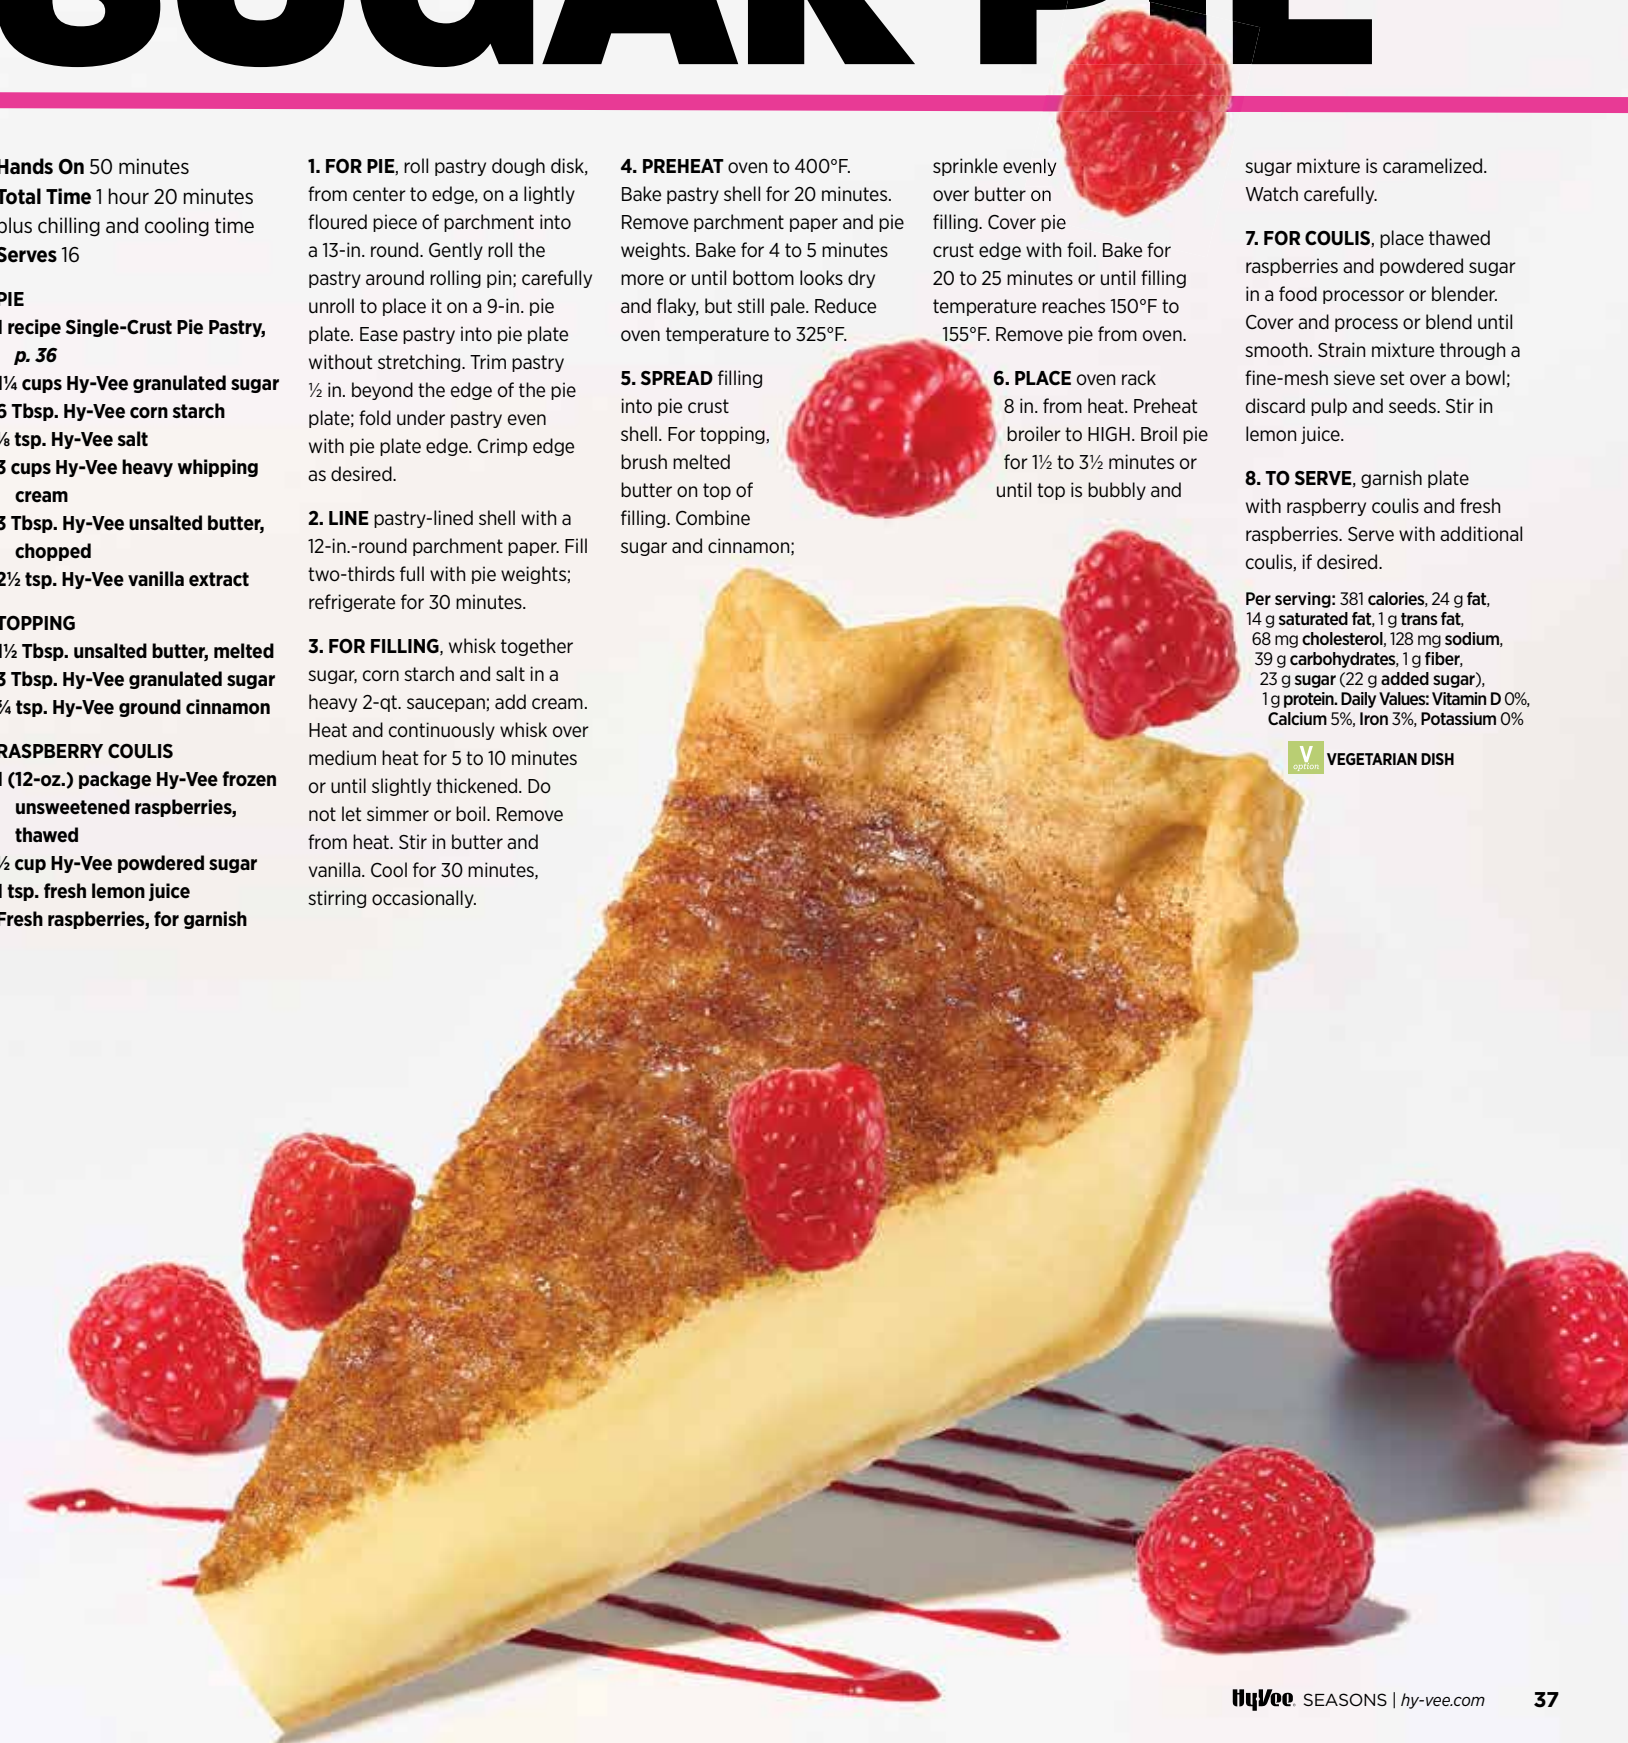 SUGAR PIE
Hands On 50 minutes
Total Time 1 hour 20 minutes
plus chilling and cooling time
Serves 16
PIE
1 recipe Single-Crust Pie Pastry,
p. 36
1¼ cups Hy-Vee granulated sugar
6 Tbsp. Hy-Vee corn starch
⅛ tsp. Hy-Vee salt
3 cups Hy-Vee heavy whipping
cream
3 Tbsp. Hy-Vee unsalted butter,
chopped
2½ tsp. Hy-Vee vanilla extract
TOPPING
1½ Tbsp. unsalted butter, melted
3 Tbsp. Hy-Vee granulated sugar
¾ tsp. Hy-Vee ground cinnamon
RASPBERRY COULIS
1 (12-oz.) package Hy-Vee frozen
unsweetened raspberries,
thawed
½ cup Hy-Vee powdered sugar
1 tsp. fresh lemon juice
Fresh raspberries, for garnish
1. FOR PIE, roll pastry dough disk,
from center to edge, on a lightly
floured piece of parchment into
a 13-in. round. Gently roll the
pastry around rolling pin; carefully
unroll to place it on a 9-in. pie
plate. Ease pastry into pie plate
without stretching. Trim pastry
½ in. beyond the edge of the pie
plate; fold under pastry even
with pie plate edge. Crimp edge
as desired.
2. LINE pastry-lined shell with a
12-in.-round parchment paper. Fill
two-thirds full with pie weights;
refrigerate for 30 minutes.
3. FOR FILLING, whisk together
sugar, corn starch and salt in a
heavy 2-qt. saucepan; add cream.
Heat and continuously whisk over
medium heat for 5 to 10 minutes
or until slightly thickened. Do
not let simmer or boil. Remove
from heat. Stir in butter and
vanilla. Cool for 30 minutes,
stirring occasionally.
4. PREHEAT oven to 400°F.
Bake pastry shell for 20 minutes.
Remove parchment paper and pie
weights. Bake for 4 to 5 minutes
more or until bottom looks dry
and flaky, but still pale. Reduce
oven temperature to 325°F.
5. SPREAD filling
into pie crust
shell. For topping,
brush melted
butter on top of
filling. Combine
sugar and cinnamon;
sprinkle evenly
over butter on
filling. Cover pie
crust edge with foil. Bake for
20 to 25 minutes or until filling
temperature reaches 150°F to
155°F. Remove pie from oven.
6. PLACE oven rack
8 in. from heat. Preheat
broiler to HIGH. Broil pie
for 1½ to 3½ minutes or
until top is bubbly and
sugar mixture is caramelized.
Watch carefully.
7. FOR COULIS, place thawed
raspberries and powdered sugar
in a food processor or blender.
Cover and process or blend until
smooth. Strain mixture through a
fine-mesh sieve set over a bowl;
discard pulp and seeds. Stir in
lemon juice.
8. TO SERVE, garnish plate
with raspberry coulis and fresh
raspberries. Serve with additional
coulis, if desired.
Per serving: 381 calories, 24 g fat,
14 g saturated fat, 1 g trans fat,
68 mg cholesterol, 128 mg sodium,
39 g carbohydrates, 1 g fiber,
23 g sugar (22 g added sugar),
1 g protein. Daily Values: Vitamin D 0%,
Calcium 5%, Iron 3%, Potassium 0%
V option VEGETARIAN DISH
HyVee SEASONS | hy-vee.com 37